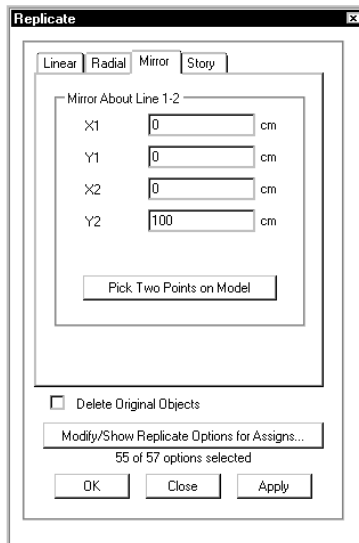 Replicate
Linear Radial Mirror Story
Mirror About Line 1-2
X1 0 cm
Y1 0 cm
X2 0 cm
Y2 100 cm
Pick Two Points on Model
Delete Original Objects
Modify/Show Replicate Options for Assigns...
55 of 57 options selected
OK Close Apply